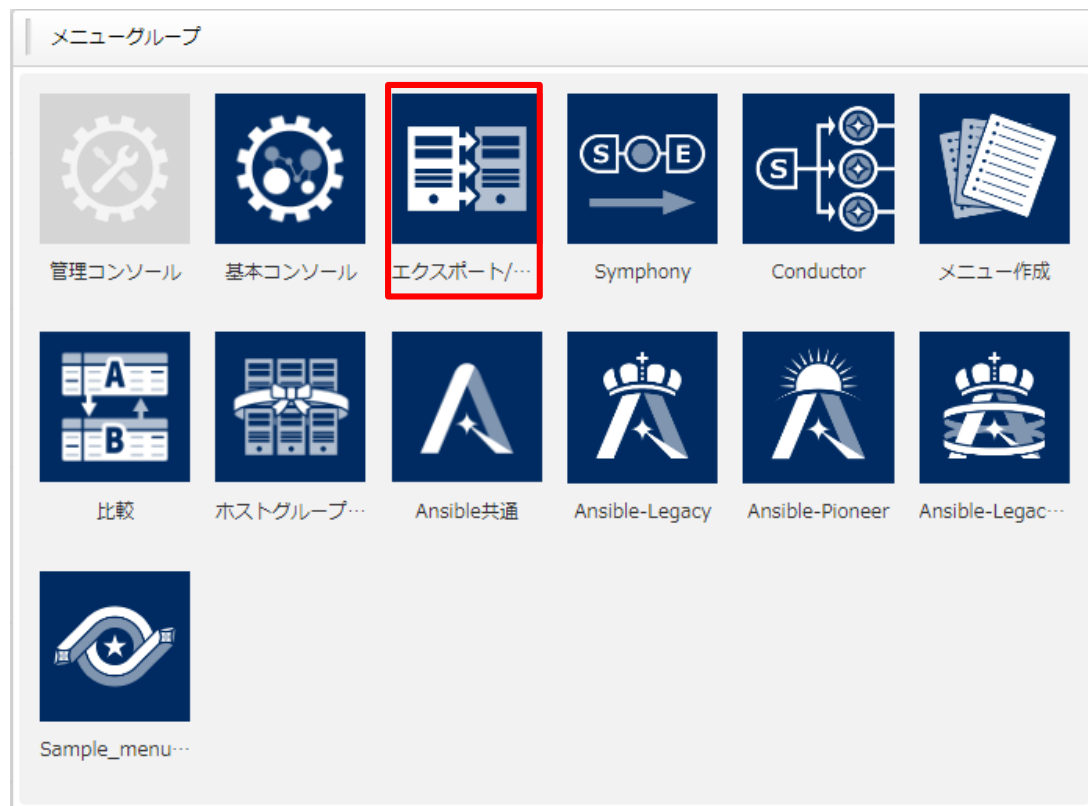 メニューグループ
S E
S
管理コンソール
基本コンソール
エクスポート/…
Symphony
Conductor
メニュー作成
A
B
比較
ホストグループ…
Ansible共通
Ansible-Legacy
Ansible-Pioneer
Ansible-Legac…
Sample_menu…